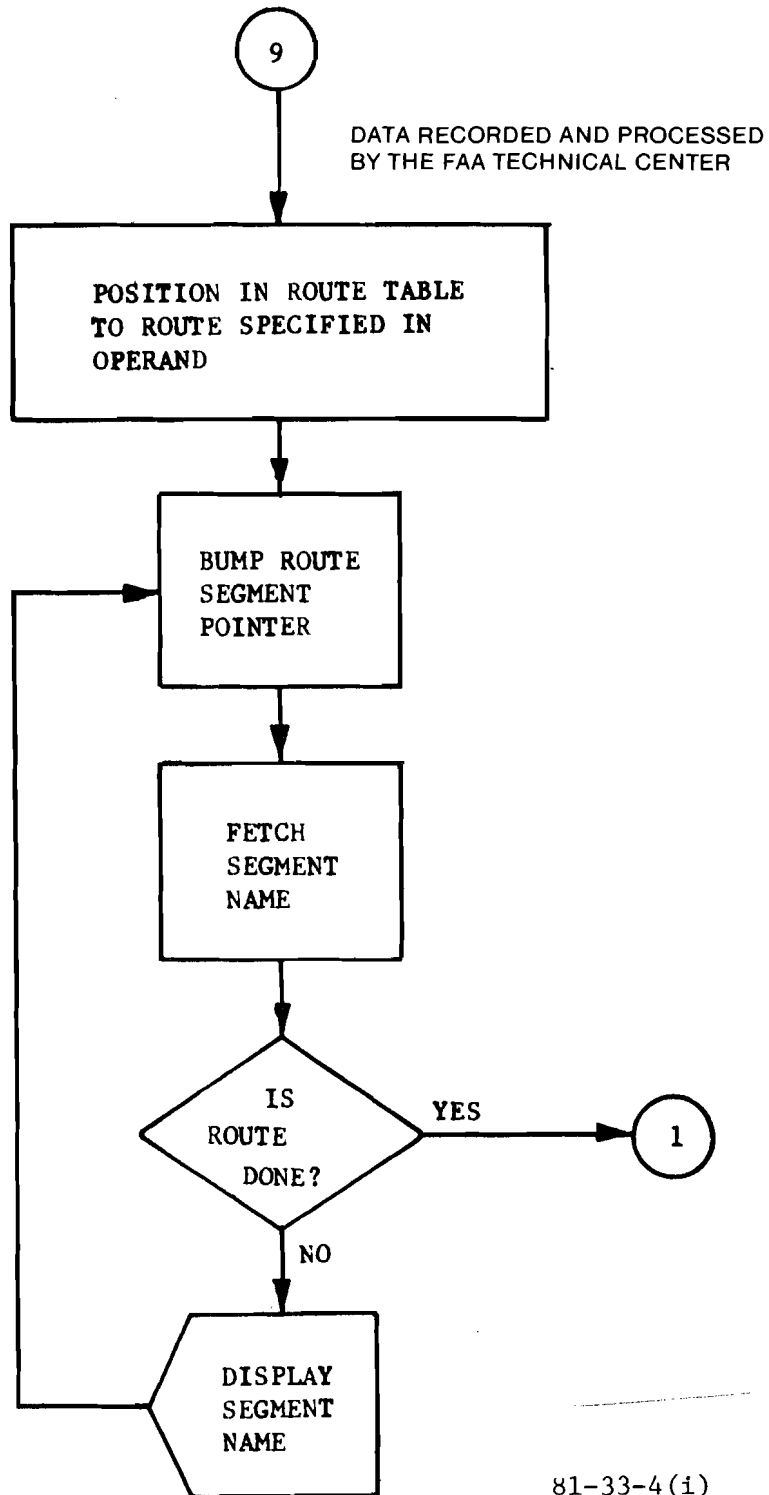 9
DATA RECORDED AND PROCESSED
BY THE FAA TECHNICAL CENTER
POSITION IN ROUTE TABLE
TO ROUTE SPECIFIED IN
OPERAND
BUMP ROUTE
SEGMENT
POINTER
FETCH
SEGMENT
NAME
IS
ROUTE
DONE?
YES
1
NO
DISPLAY
SEGMENT
NAME
81-33-4(i)